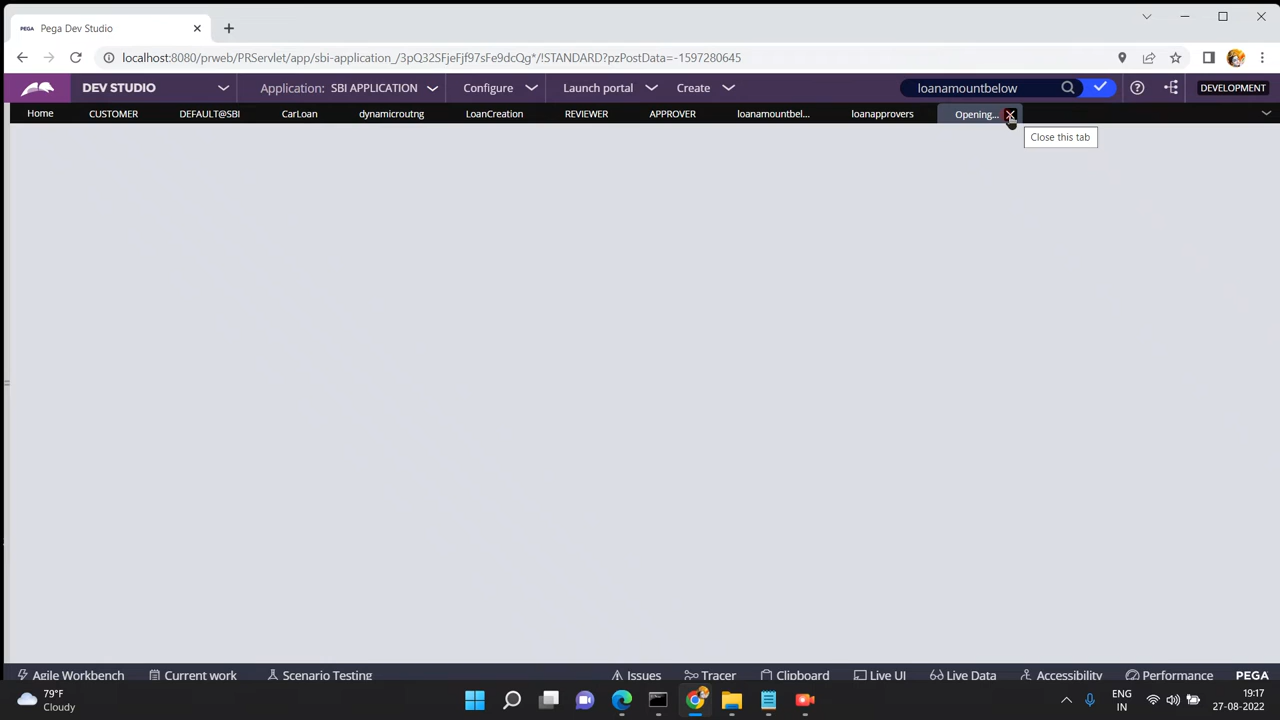 PEGA Pega Dev Studio
localhost:8080/prweb/PRServlet/app/sbi-application_/3pQ32SFjeFjf97sFe9dcQg*/!STANDARD?pzPostData=-1597280645
DEV STUDIO Application: SBI APPLICATION Configure Launch portal Create loanamountbelow DEVELOPMENT
Home CUSTOMER DEFAULT@SBI CarLoan dynamicroutng LoanCreation REVIEWER APPROVER loanamountbel... loanapprovers Opening...
Close this tab
Agile Workbench Current work Scenario Testing Issues Tracer Clipboard Live UI Live Data Accessibility Performance PEGA
79°F
Cloudy
ENG
IN
19:17
27-08-2022